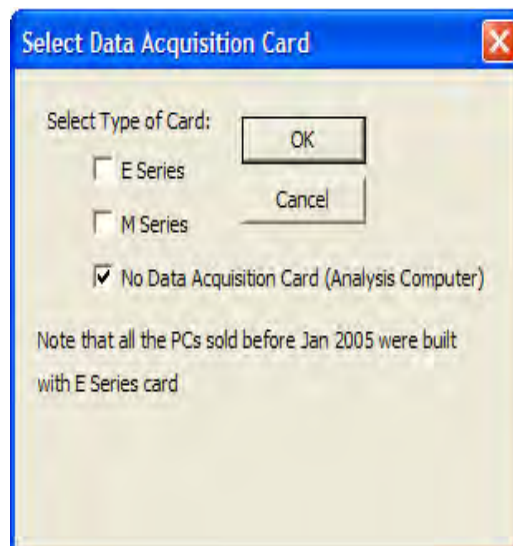 Select Data Acquisition Card
Select Type of Card:
OK
E Series
Cancel
M Series
No Data Acquisition Card (Analysis Computer)
Note that all the PCs sold before Jan 2005 were built
with E Series card